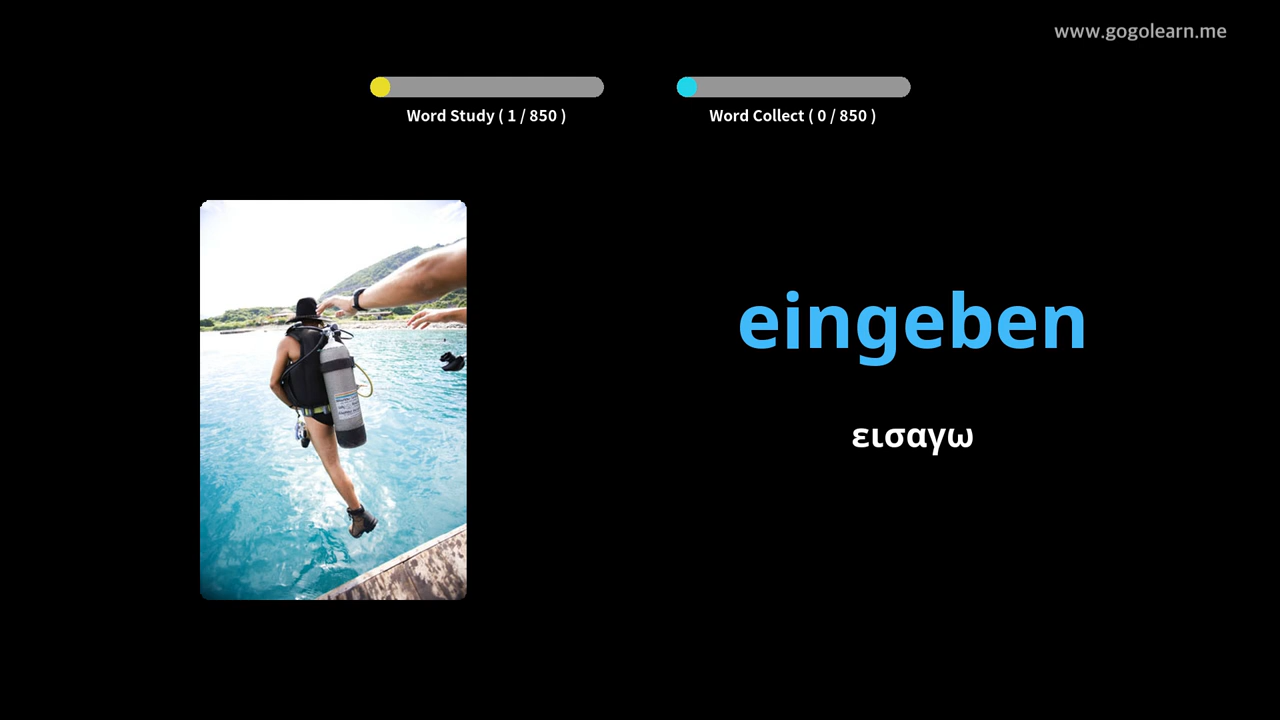 www.gogolearn.me
Word Study ( 1 / 850 )
Word Collect ( 0 / 850 )
eingeben
εισαγω